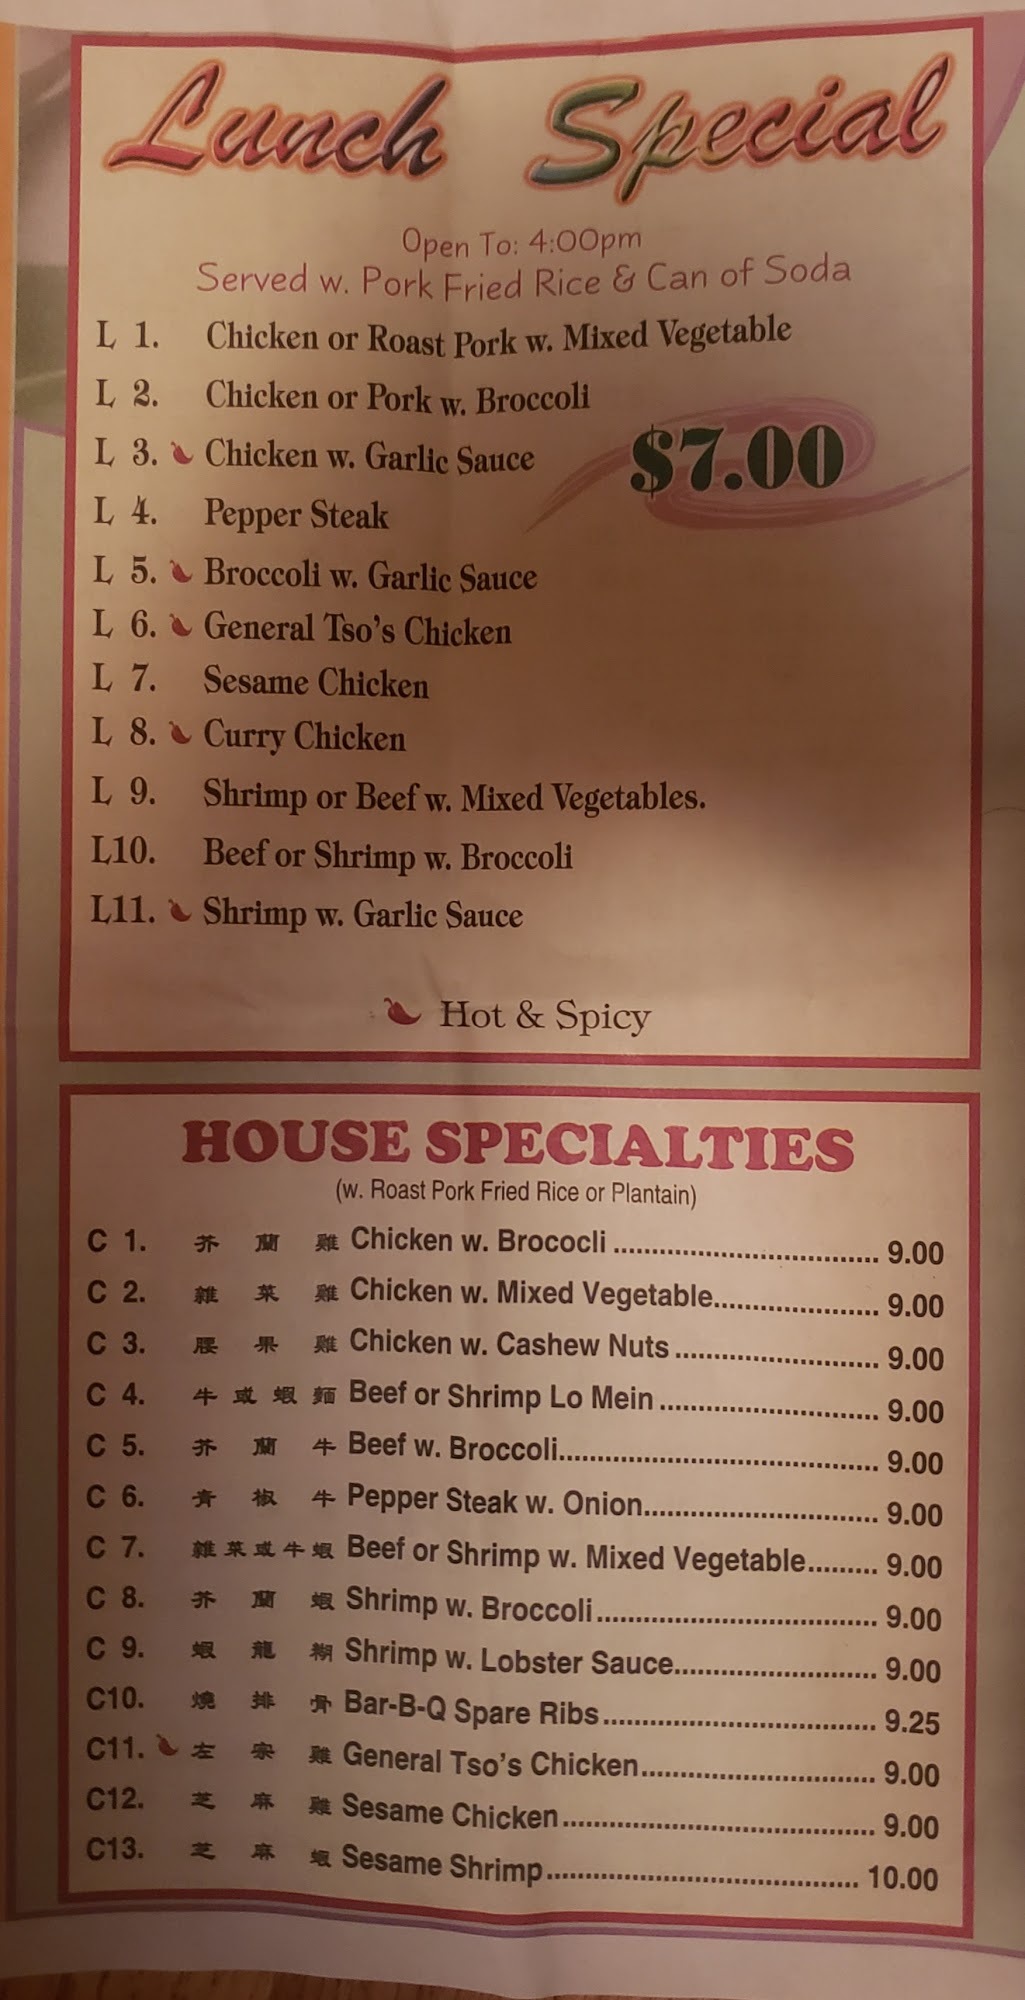 Lunch Special
Open To: 4:00pm
Served w. Pork Fried Rice & Can of Soda
L 1. Chicken or Roast Pork w. Mixed Vegetable
L 2. Chicken or Pork w. Broccoli
L 3. Chicken w. Garlic Sauce
$7.00
L 4. Pepper Steak
L 5. Broccoli w. Garlic Sauce
L 6. General Tso's Chicken
L 7. Sesame Chicken
L 8. Curry Chicken
L 9. Shrimp or Beef w. Mixed Vegetables.
L10. Beef or Shrimp w. Broccoli
L11. Shrimp w. Garlic Sauce
Hot & Spicy
HOUSE SPECIALTIES
(w. Roast Pork Fried Rice or Plantain)
C 1. 芥蘭雞 Chicken w. Brococli ........ 9.00
C 2. 雜菜雞 Chicken w. Mixed Vegetable........ 9.00
C 3. 腰果雞 Chicken w. Cashew Nuts ........ 9.00
C 4. 牛或蝦麵 Beef or Shrimp Lo Mein ........ 9.00
C 5. 芥蘭牛 Beef w. Broccoli........ 9.00
C 6. 青椒牛 Pepper Steak w. Onion........ 9.00
C 7. 雜菜或牛蝦 Beef or Shrimp w. Mixed Vegetable........ 9.00
C 8. 芥蘭蝦 Shrimp w. Broccoli........ 9.00
C 9. 蝦龍糊 Shrimp w. Lobster Sauce........ 9.00
C10. 燒排骨 Bar-B-Q Spare Ribs........ 9.25
C11. 左宗雞 General Tso's Chicken........ 9.00
C12. 芝麻雞 Sesame Chicken........ 9.00
C13. 芝麻蝦 Sesame Shrimp........ 10.00